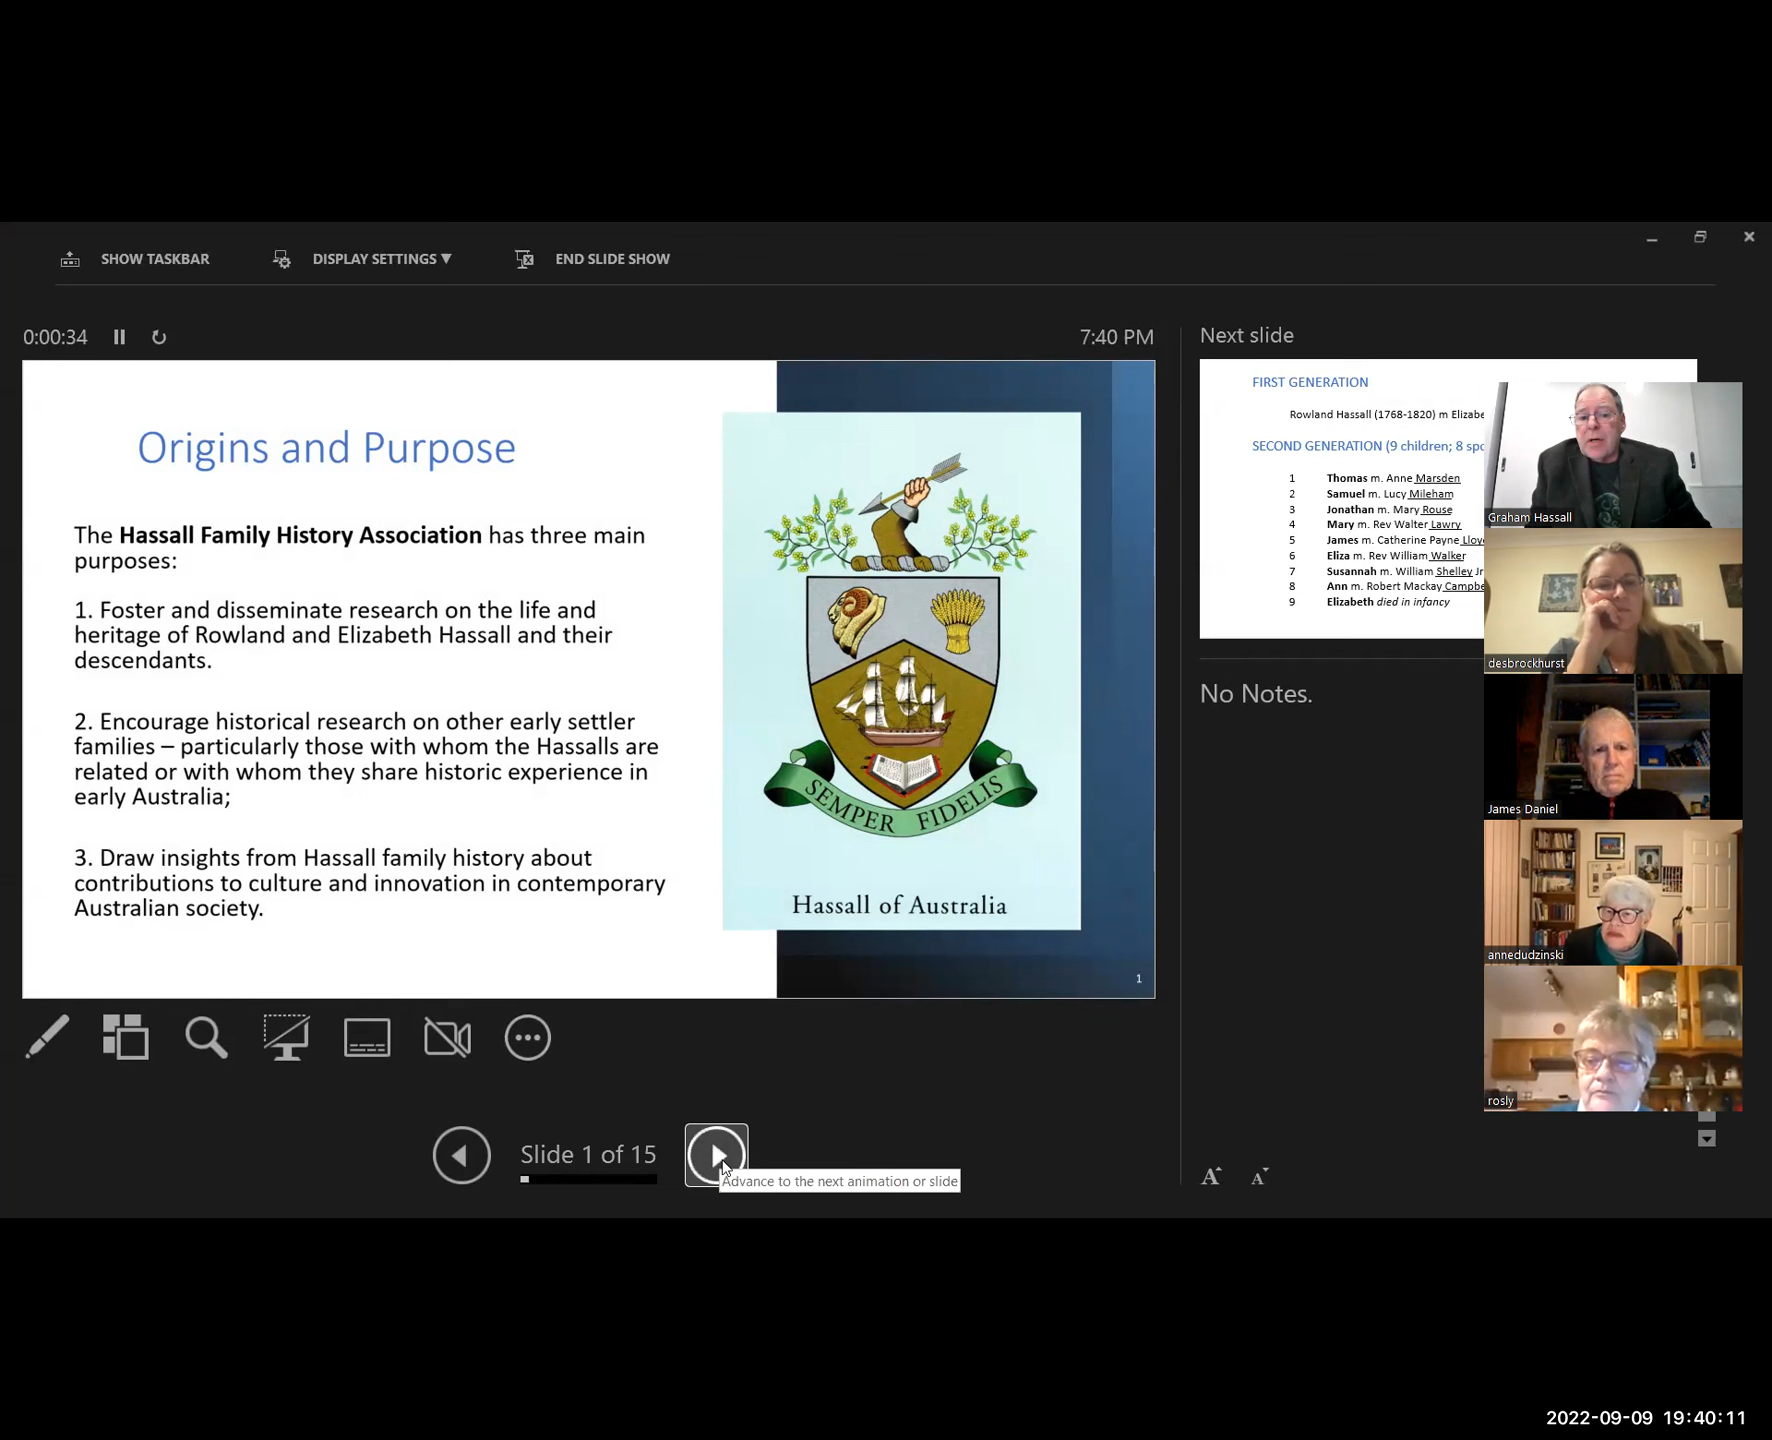 SHOW TASKBAR
DISPLAY SETTINGS ▼
END SLIDE SHOW
0:00:34
7:40 PM
Origins and Purpose
The Hassall Family History Association has three main
purposes:
1. Foster and disseminate research on the life and
heritage of Rowland and Elizabeth Hassall and their
descendants.
2. Encourage historical research on other early settler
families – particularly those with whom the Hassalls are
related or with whom they share historic experience in
early Australia;
3. Draw insights from Hassall family history about
contributions to culture and innovation in contemporary
Australian society.
SEMPER FIDELIS
Hassall of Australia
1
Next slide
FIRST GENERATION
Rowland Hassall (1768-1820) m Elizabe
SECOND GENERATION (9 children; 8 spo
1 Thomas m. Anne Marsden
2 Samuel m. Lucy Mileham
3 Jonathan m. Mary Rouse
4 Mary m. Rev Walter Lawry
5 James m. Catherine Payne Lloy
6 Eliza m. Rev William Walker
7 Susannah m. William Shelley Jr
8 Ann m. Robert Mackay Campbe
9 Elizabeth died in infancy
No Notes.
Graham Hassall
desbrockhurst
James Daniel
annedudzinski
rosly
Slide 1 of 15
Advance to the next animation or slide
A A
2022-09-09 19:40:11